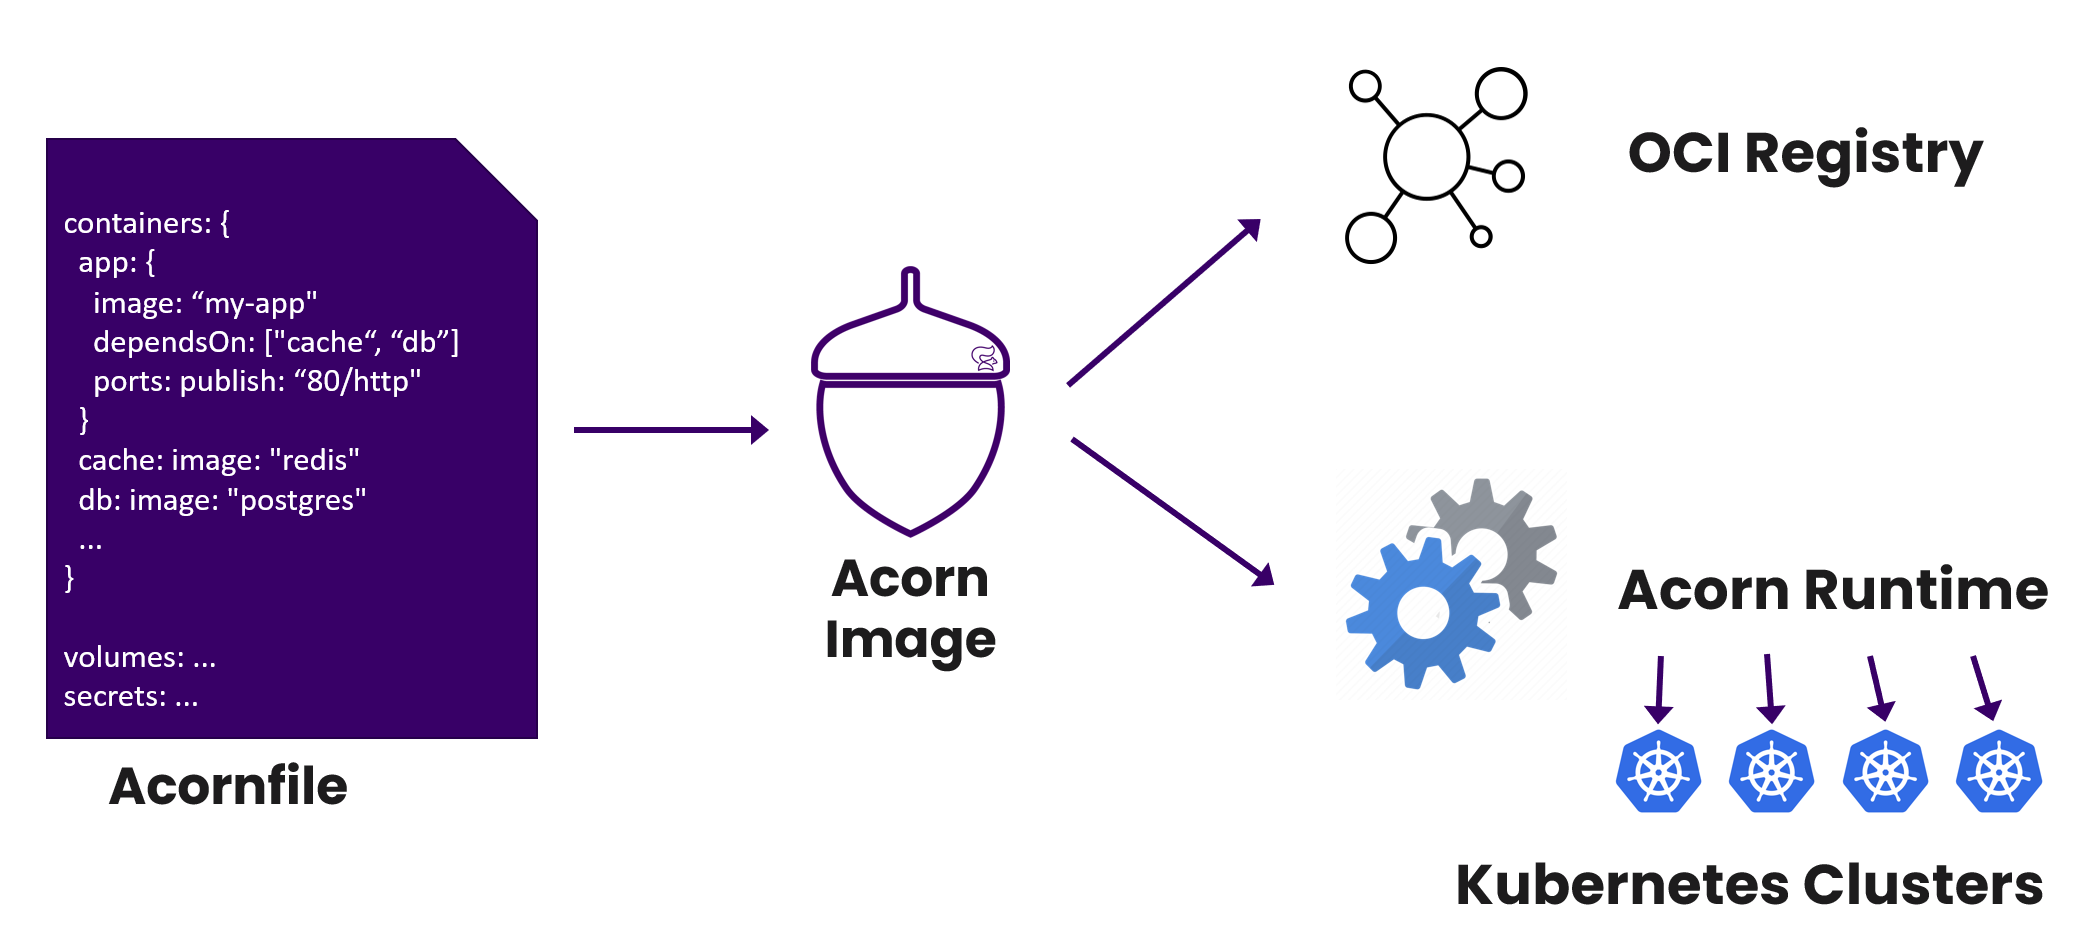 containers: {
app: {
image: “my-app"
dependsOn: ["cache“, “db”]
ports: publish: “80/http"
}
cache: image: "redis"
db: image: "postgres"
...
}
volumes: ...
secrets: ...
Acornfile
Acorn
Image
OCI Registry
Acorn Runtime
Kubernetes Clusters